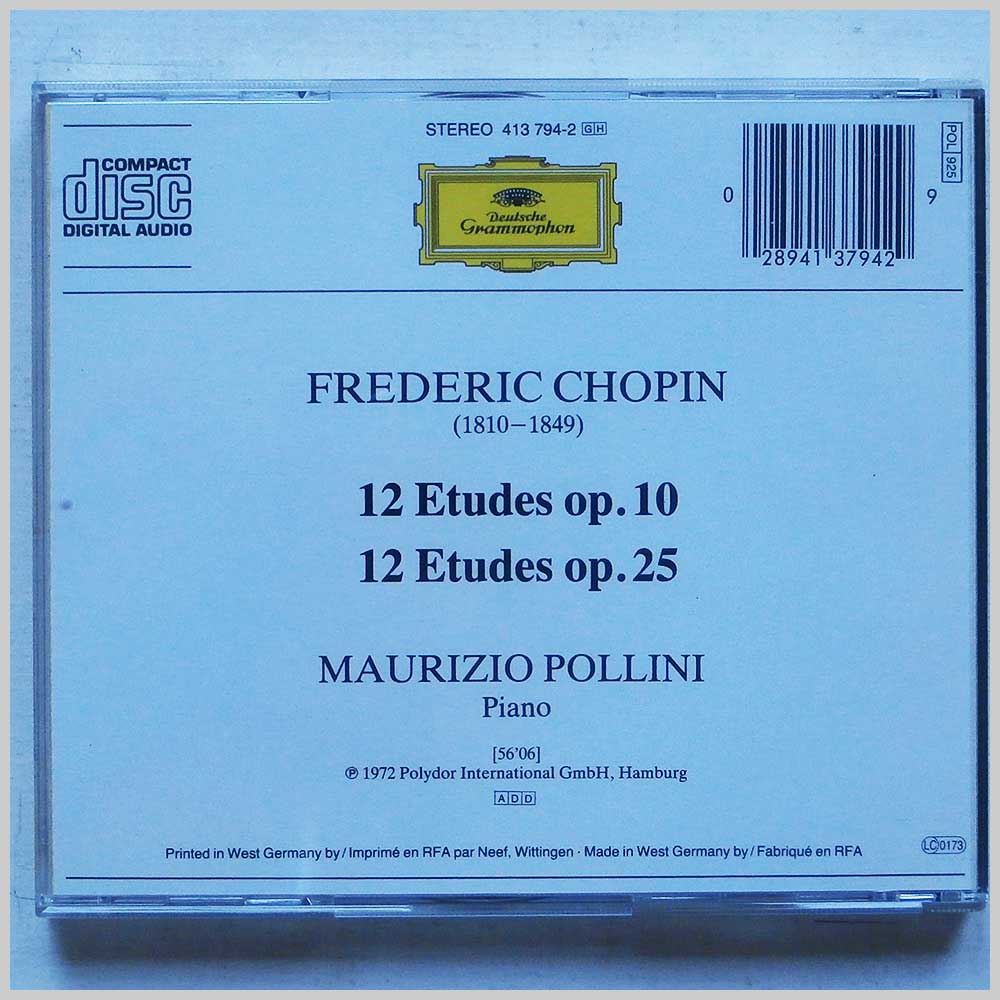 STEREO 413 794-2 GH
COMPACT
disc
DIGITAL AUDIO
Deutsche
Grammophon
0 28941 37942 9
POL 925
FREDERIC CHOPIN
(1810–1849)
12 Etudes op. 10
12 Etudes op. 25
MAURIZIO POLLINI
Piano
[56'06]
℗ 1972 Polydor International GmbH, Hamburg
ADD
Printed in West Germany by / Imprimé en RFA par Neef, Wittingen · Made in West Germany by / Fabriqué en RFA
LC 0173